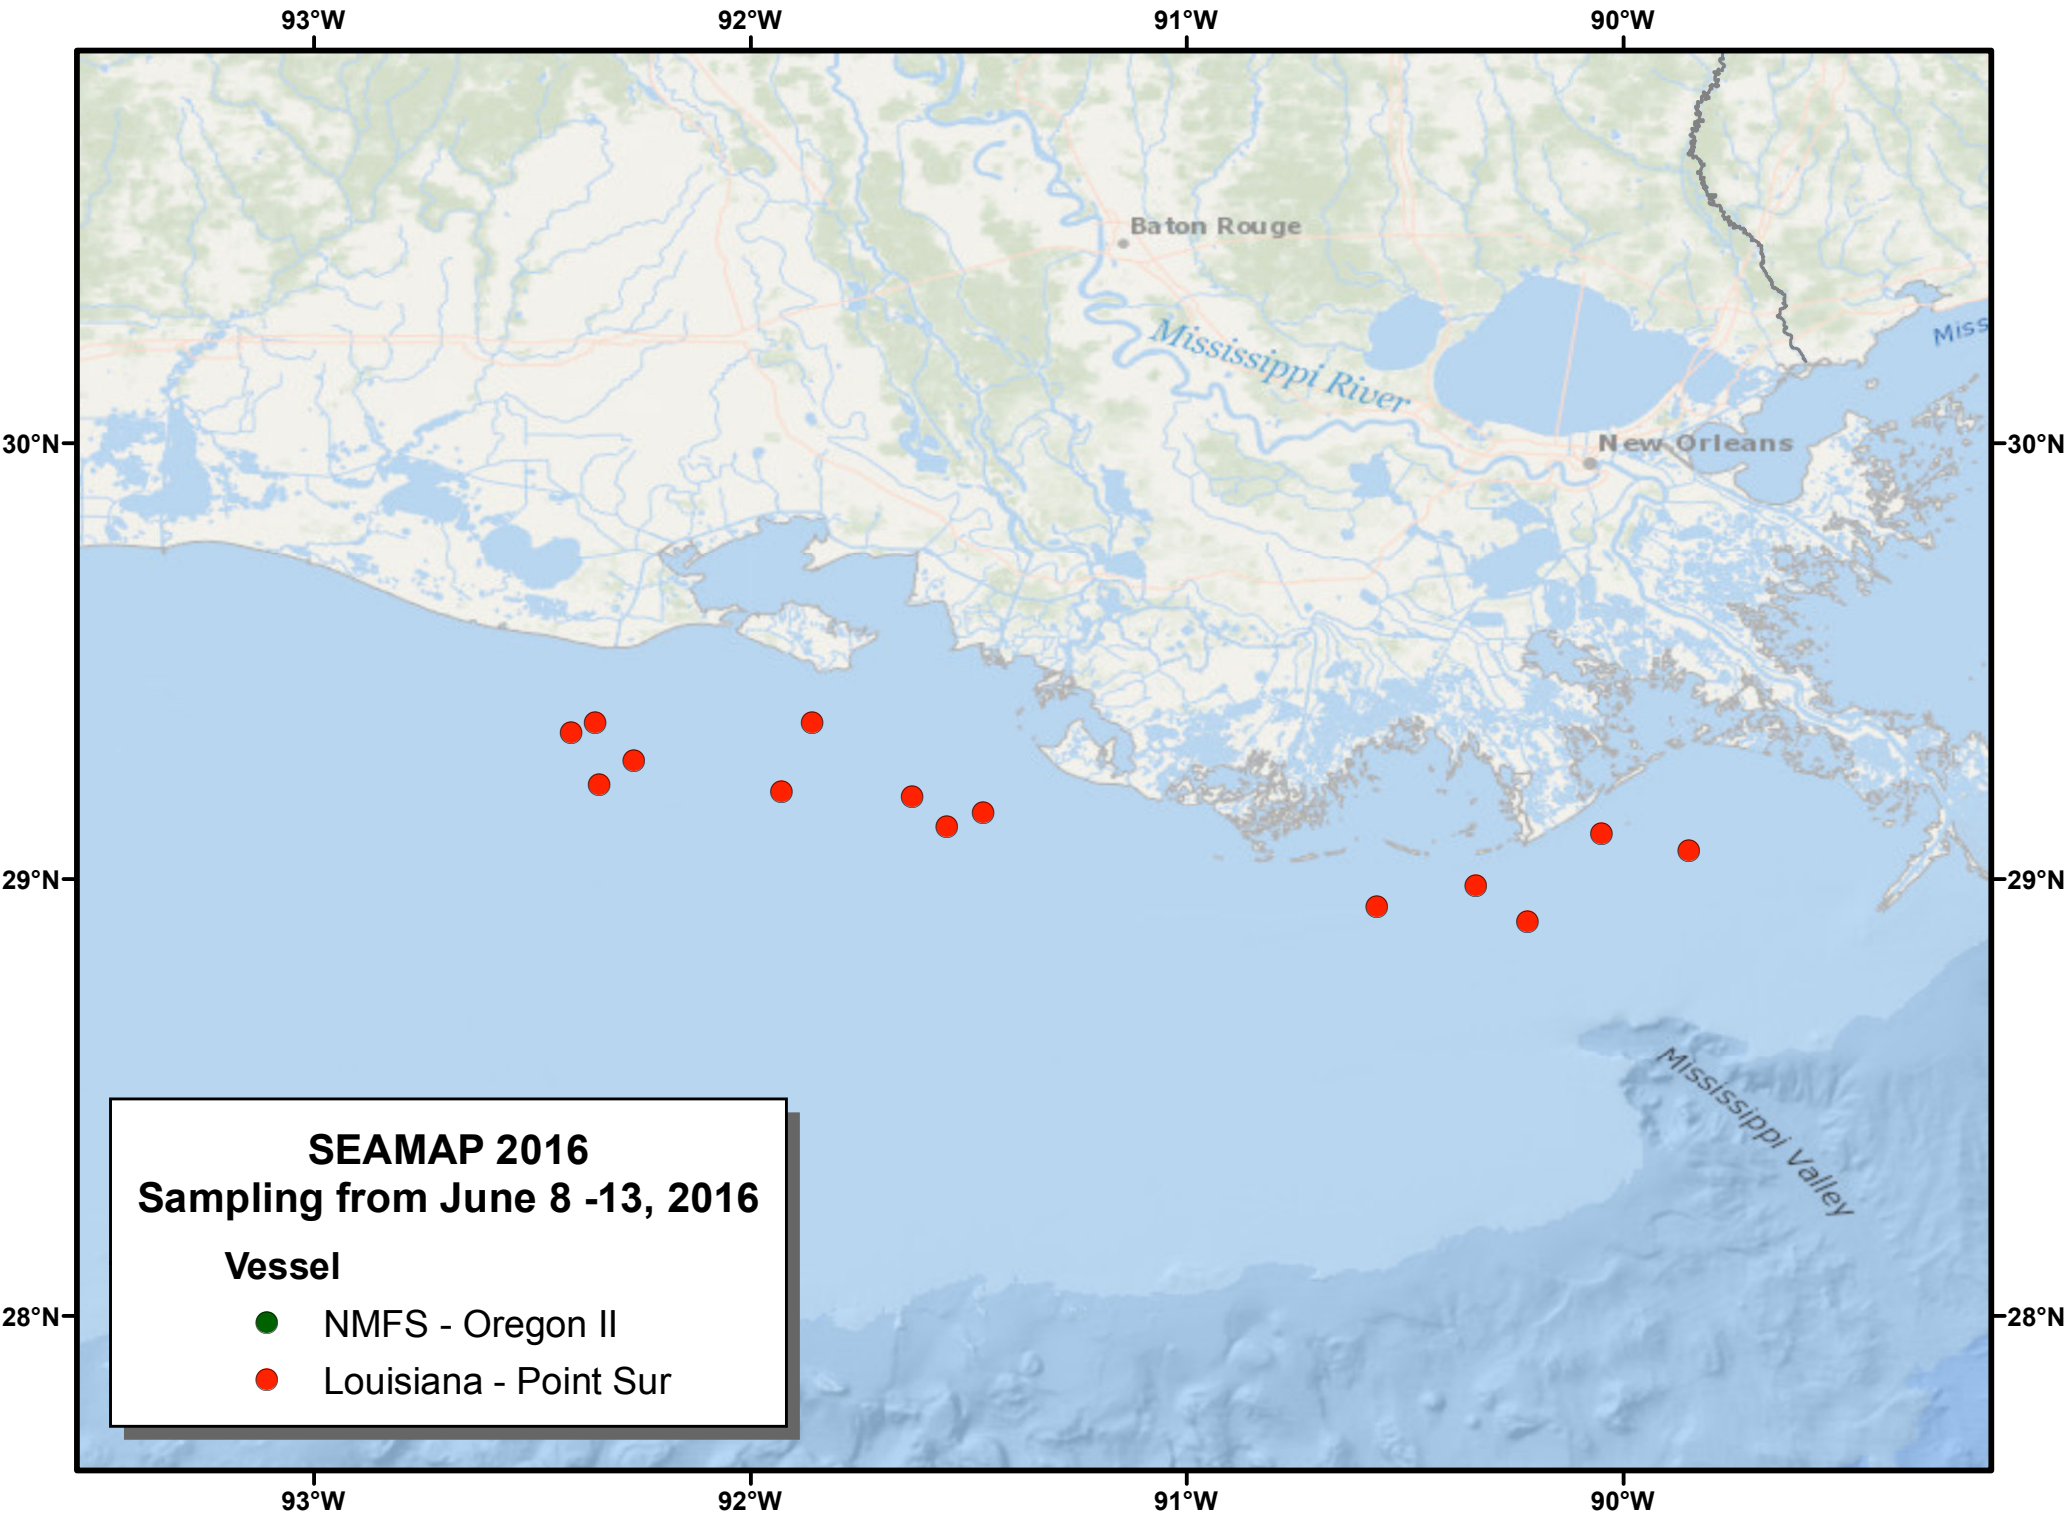 93°W 92°W 91°W 90°W
Baton Rouge
Mississippi River
Miss
30°N New Orleans 30°N
29°N 29°N
Mississippi Valley
SEAMAP 2016
Sampling from June 8 -13, 2016
Vessel
28°N NMFS - Oregon II 28°N
Louisiana - Point Sur
93°W 92°W 91°W 90°W